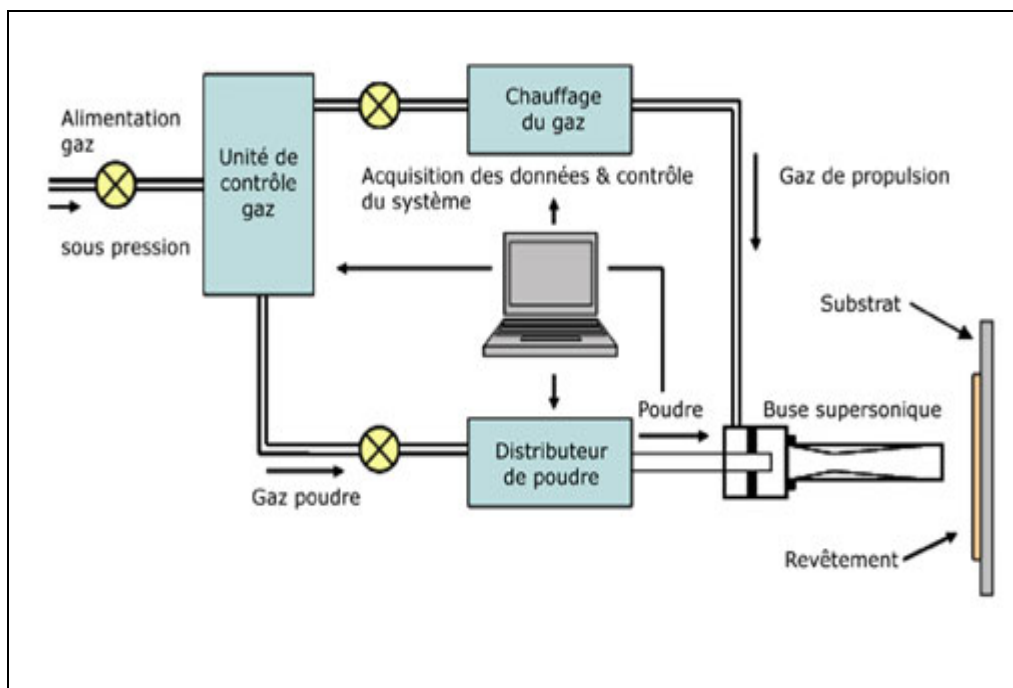 Alimentation
gaz
sous pression
Unité de
contrôle
gaz
Chauffage
du gaz
Acquisition des données & contrôle
du système
Gaz de propulsion
Substrat
Poudre
Buse supersonique
Distributeur
de poudre
Gaz poudre
Revêtement